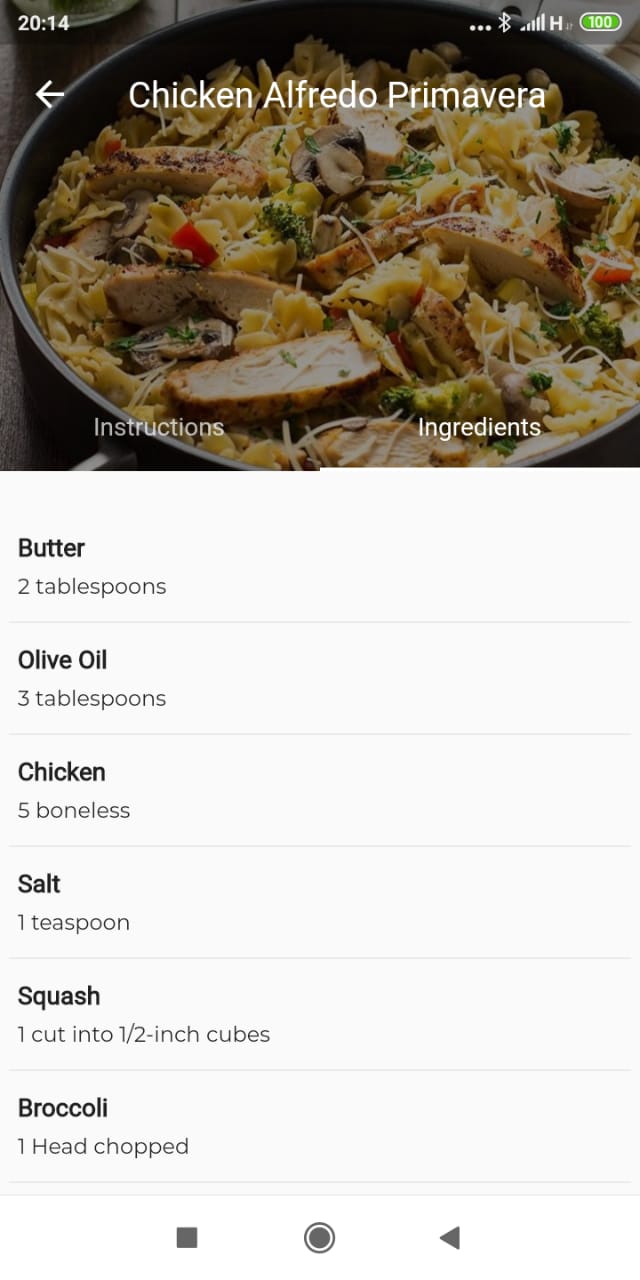 20:14
H
100
Chicken Alfredo Primavera
Instructions
Ingredients
Butter
2 tablespoons
Olive Oil
3 tablespoons
Chicken
5 boneless
Salt
1 teaspoon
Squash
1 cut into 1/2-inch cubes
Broccoli
1 Head chopped